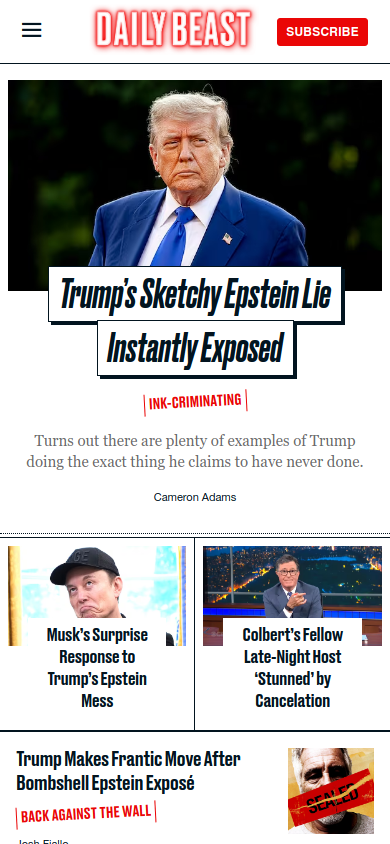 DAILY BEAST
SUBSCRIBE
Trump's Sketchy Epstein Lie
Instantly Exposed
INK-CRIMINATING
Turns out there are plenty of examples of Trump
doing the exact thing he claims to have never done.
Cameron Adams
Musk's Surprise
Response to
Trump's Epstein
Mess
Colbert's Fellow
Late-Night Host
‘Stunned’ by
Cancelation
Trump Makes Frantic Move After
Bombshell Epstein Exposé
BACK AGAINST THE WALL
SEALED
Josh Fiallo